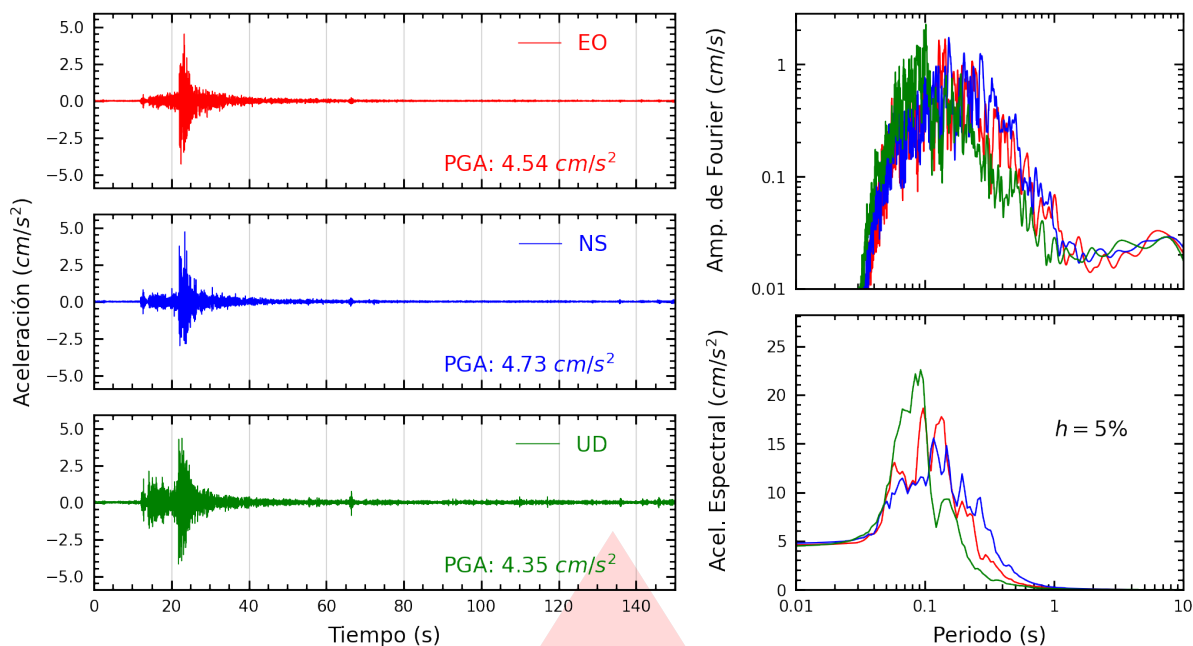 Aceleración (cm/s²)
5.0
2.5
0.0
−2.5
−5.0
EO
PGA: 4.54 cm/s²
5.0
2.5
0.0
−2.5
−5.0
NS
PGA: 4.73 cm/s²
5.0
2.5
0.0
−2.5
−5.0
UD
PGA: 4.35 cm/s²
0 20 40 60 80 100 120 140
Tiempo (s)
Amp. de Fourier (cm/s)
1
0.1
0.01
Acel. Espectral (cm/s²)
25
20
15
10
5
0
h = 5%
0.01 0.1 1 10
Periodo (s)